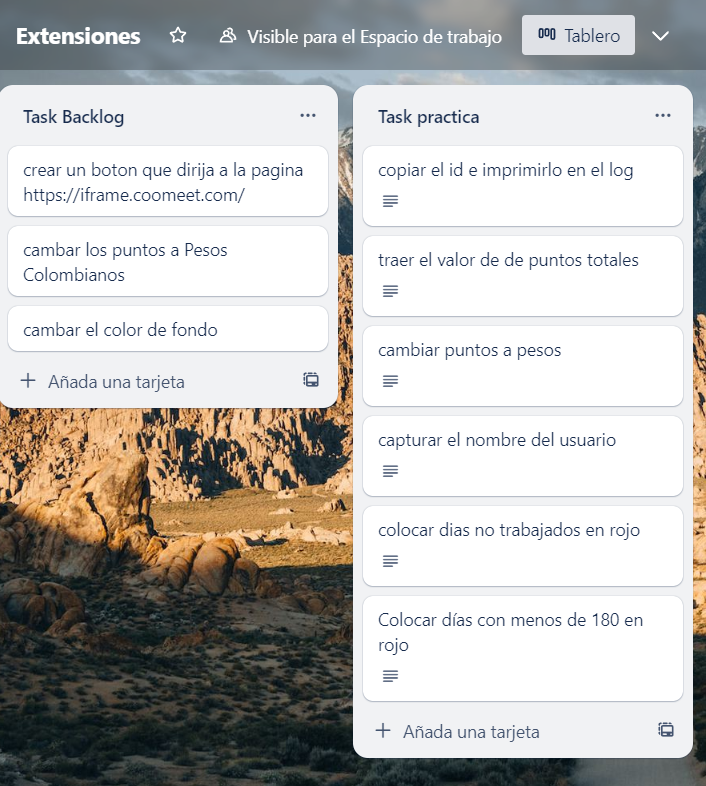 Extensiones
Visible para el Espacio de trabajo
Tablero
Task Backlog
crear un boton que dirija a la pagina
https://iframe.coomeet.com/
cambar los puntos a Pesos
Colombianos
cambar el color de fondo
Añada una tarjeta
Task practica
copiar el id e imprimirlo en el log
traer el valor de de puntos totales
cambiar puntos a pesos
capturar el nombre del usuario
colocar dias no trabajados en rojo
Colocar días con menos de 180 en
rojo
Añada una tarjeta